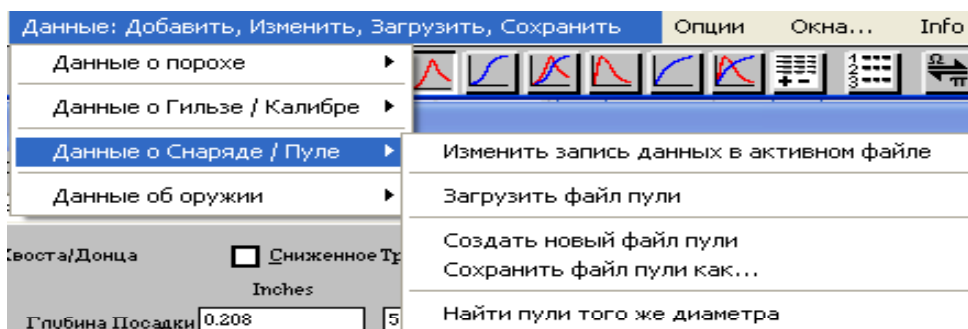 Данные: Добавить, Изменить, Загрузить, Сохранить Опции Окна... Info
Данные о порохе
Данные о Гильзе / Калибре
Данные о Снаряде / Пуле
Данные об оружии
Изменить запись данных в активном файле
Загрузить файл пули
Создать новый файл пули
Сохранить файл пули как...
Найти пули того же диаметра
Хвоста/Донца Сниженное Тр
Inches
Глубина Посадки 0.208 5